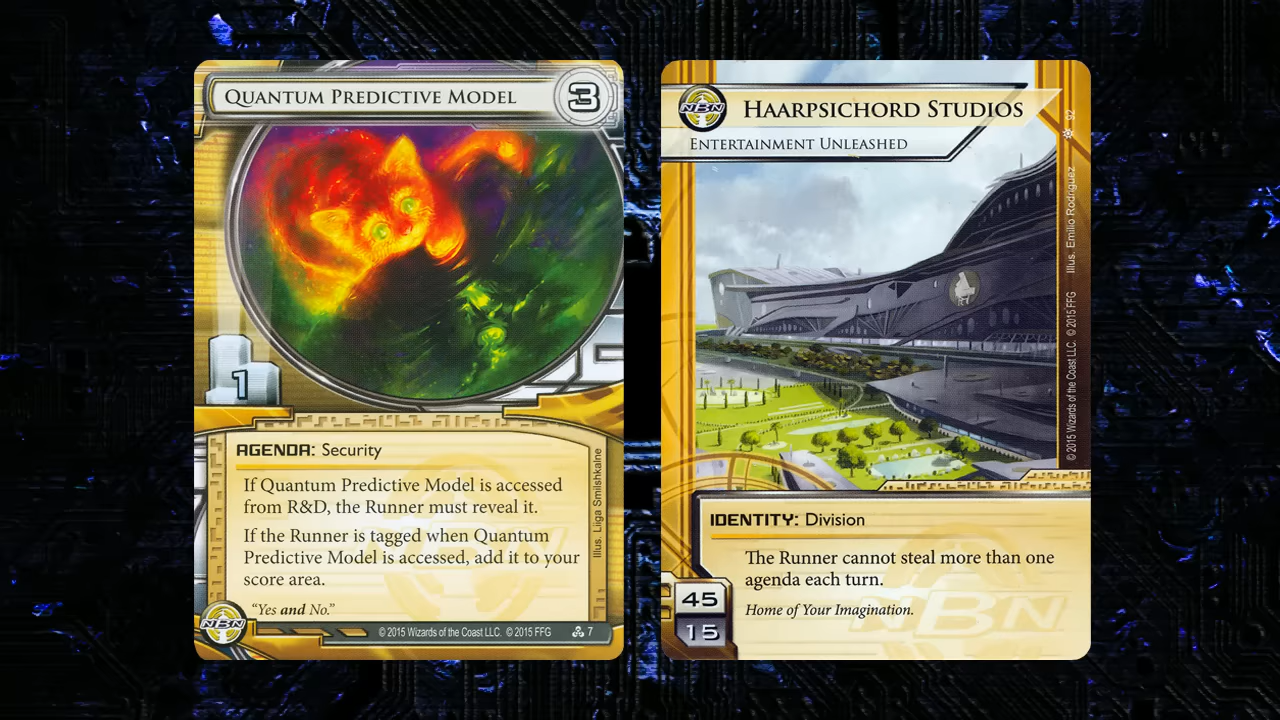 QUANTUM PREDICTIVE MODEL
3
1
AGENDA: Security
If Quantum Predictive Model is accessed
from R&D, the Runner must reveal it.
If the Runner is tagged when Quantum
Predictive Model is accessed, add it to your
score area.
"Yes and No."
Illus. Liiga Smilshkalne
NBN
© 2015 Wizards of the Coast LLC. © 2015 FFG
7
NBN
HAARPSICHORD STUDIOS
ENTERTAINMENT UNLEASHED
IDENTITY: Division
The Runner cannot steal more than one
agenda each turn.
Home of Your Imagination.
45
15
NBN
© 2015 Wizards of the Coast LLC. © 2015 FFG Illus. Emilio Rodriguez 92